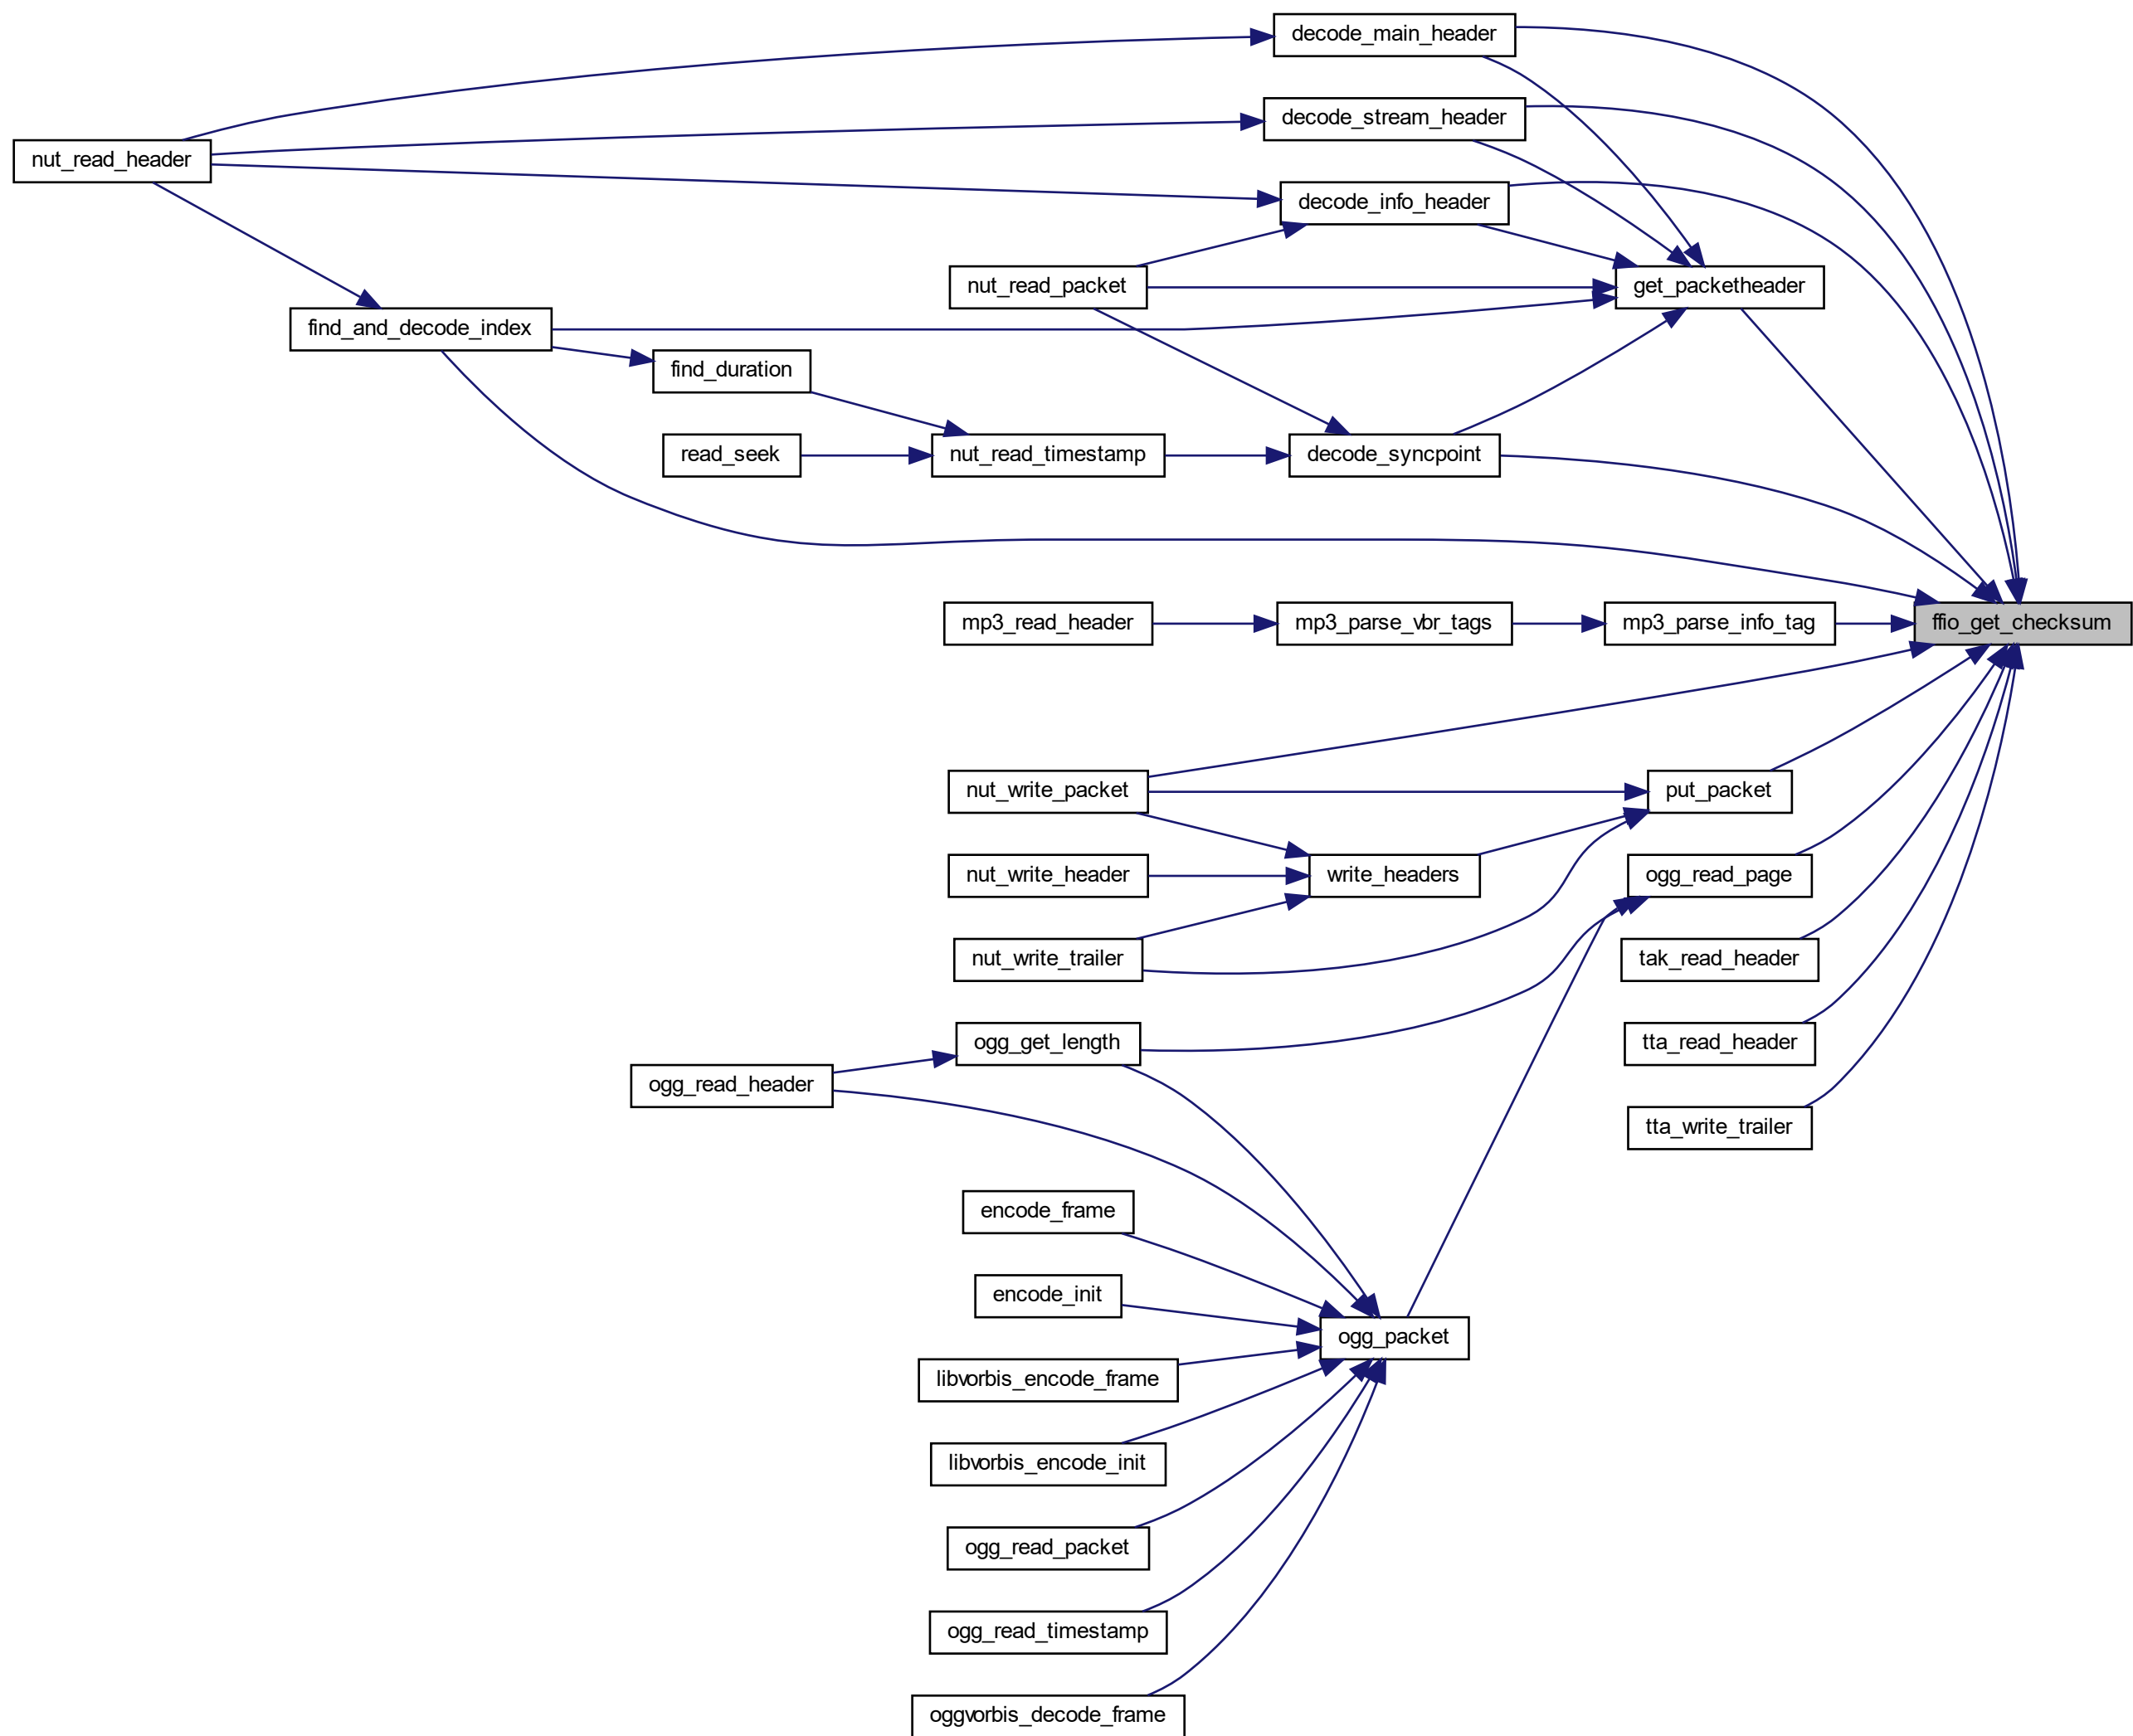 decode_main_header
decode_stream_header
nut_read_header
decode_info_header
nut_read_packet
get_packetheader
find_and_decode_index
find_duration
read_seek
nut_read_timestamp
decode_syncpoint
mp3_read_header
mp3_parse_vbr_tags
mp3_parse_info_tag
ffio_get_checksum
nut_write_packet
put_packet
nut_write_header
write_headers
ogg_read_page
nut_write_trailer
tak_read_header
ogg_get_length
tta_read_header
ogg_read_header
tta_write_trailer
encode_frame
encode_init
ogg_packet
libvorbis_encode_frame
libvorbis_encode_init
ogg_read_packet
ogg_read_timestamp
oggvorbis_decode_frame